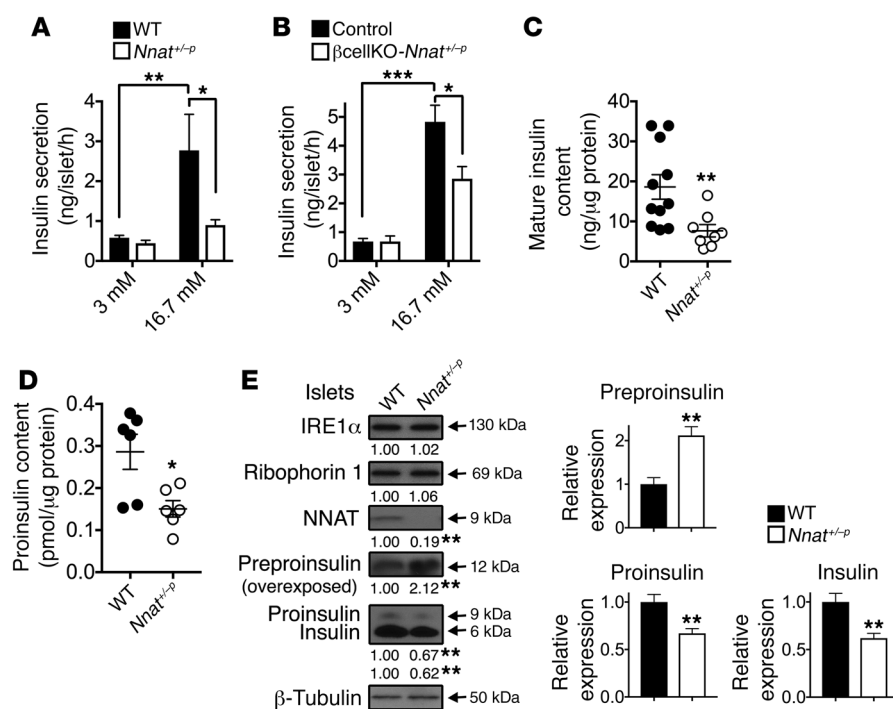 A
WT
Nnat+/–p
**
*
Insulin secretion
(ng/islet/h)
4
3
2
1
0
3 mM
16.7 mM
B
Control
βcellKO-Nnat+/–p
***
*
Insulin secretion
(ng/islet/h)
5
4
3
2
1
0
3 mM
16.7 mM
C
Mature insulin
content
(ng/µg protein)
40
30
20
10
0
**
WT
Nnat+/–p
D
Proinsulin content
(pmol/µg protein)
0.4
0.3
0.2
0.1
0.0
*
WT
Nnat+/–p
E
Islets WT Nnat+/–p
IRE1α 130 kDa
1.00 1.02
Ribophorin 1 69 kDa
1.00 1.06
NNAT 9 kDa
1.00 0.19**
Preproinsulin 12 kDa
(overexposed) 1.00 2.12**
Proinsulin 9 kDa
Insulin 6 kDa
1.00 0.67**
1.00 0.62**
β-Tubulin 50 kDa
Preproinsulin
Relative
expression
2
1
0
**
WT
Nnat+/–p
Proinsulin
Relative
expression
1.0
0.5
0.0
**
Insulin
Relative
expression
1.0
0.5
0.0
**